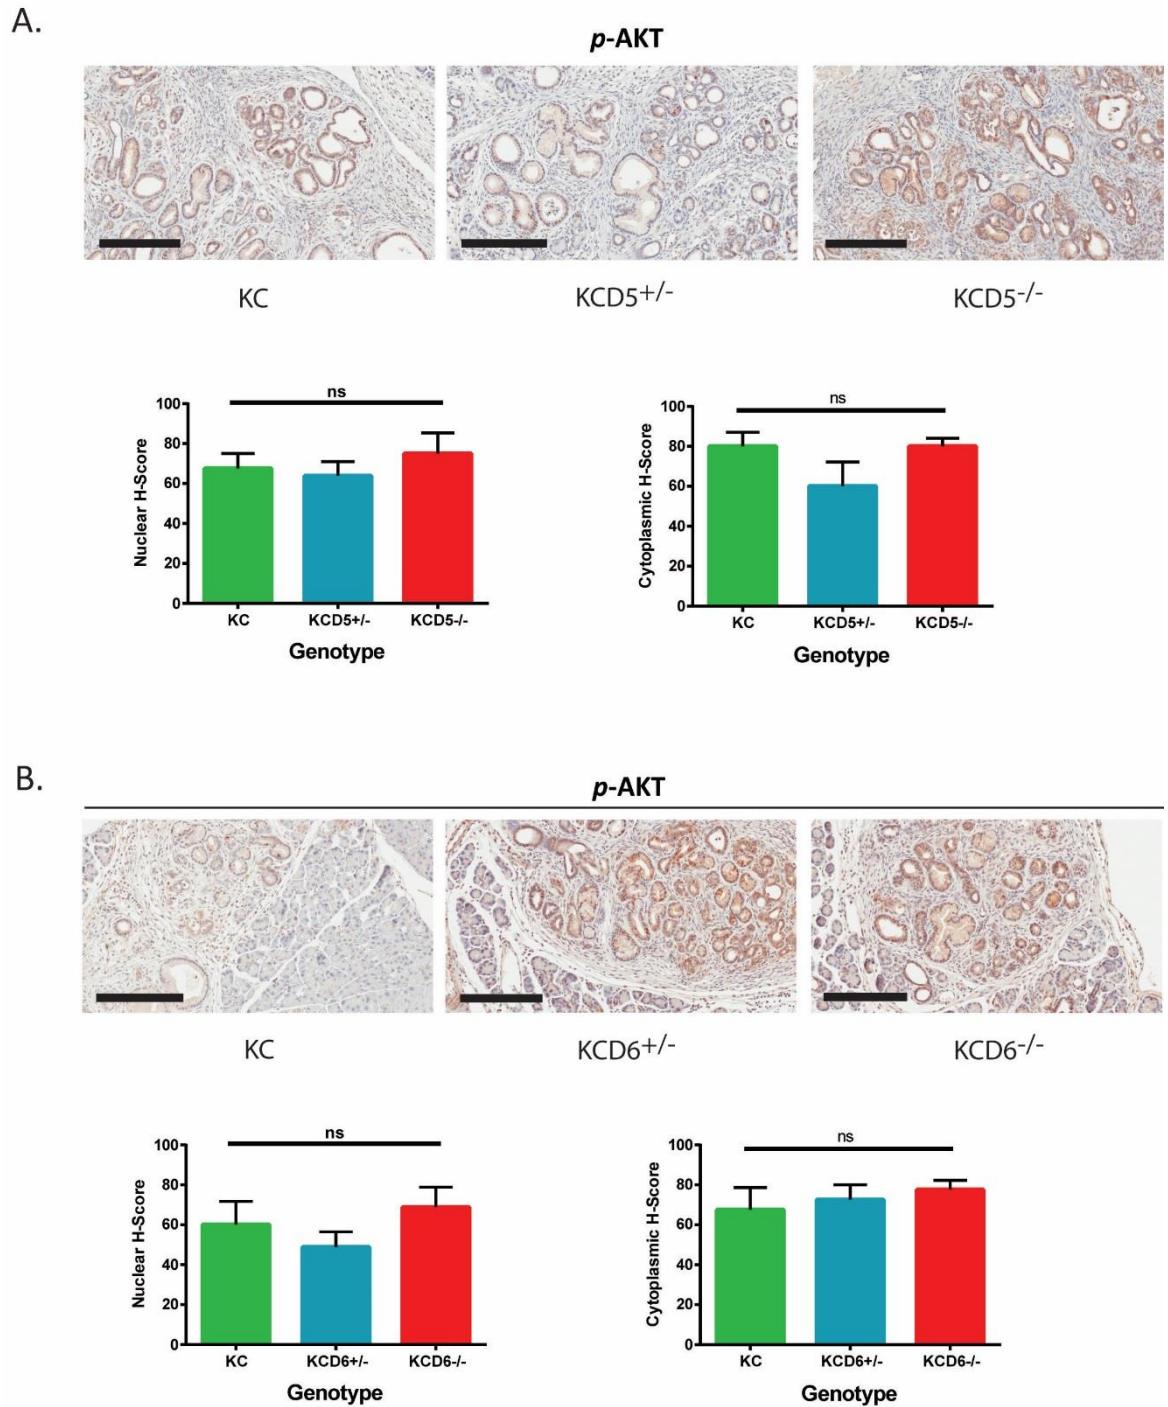 A.
p-AKT
KC
KCD5+/-
KCD5-/-
ns
100
80
60
40
20
0
Nuclear H-Score
KC
KCD5+/-
KCD5-/-
Genotype
ns
100
80
60
40
20
0
Cytoplasmic H-Score
KC
KCD5+/-
KCD5-/-
Genotype
B.
p-AKT
KC
KCD6+/-
KCD6-/-
ns
100
80
60
40
20
0
Nuclear H-Score
KC
KCD6+/-
KCD6-/-
Genotype
ns
100
80
60
40
20
0
Cytoplasmic H-Score
KC
KCD6+/-
KCD6-/-
Genotype